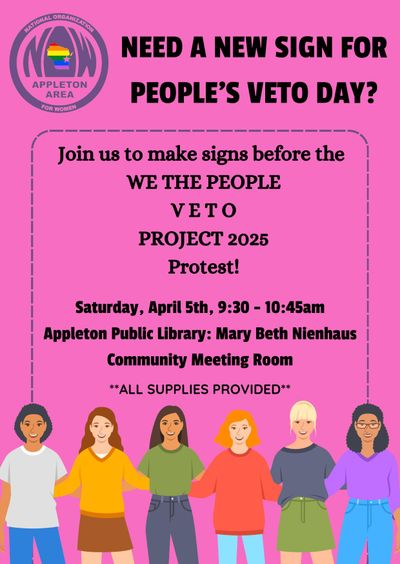 NATIONAL ORGANIZATION
NOW
APPLETON
AREA
FOR WOMEN
NEED A NEW SIGN FOR
PEOPLE'S VETO DAY?
Join us to make signs before the
WE THE PEOPLE
V E T O
PROJECT 2025
Protest!
Saturday, April 5th, 9:30 - 10:45am
Appleton Public Library: Mary Beth Nienhaus
Community Meeting Room
**ALL SUPPLIES PROVIDED**